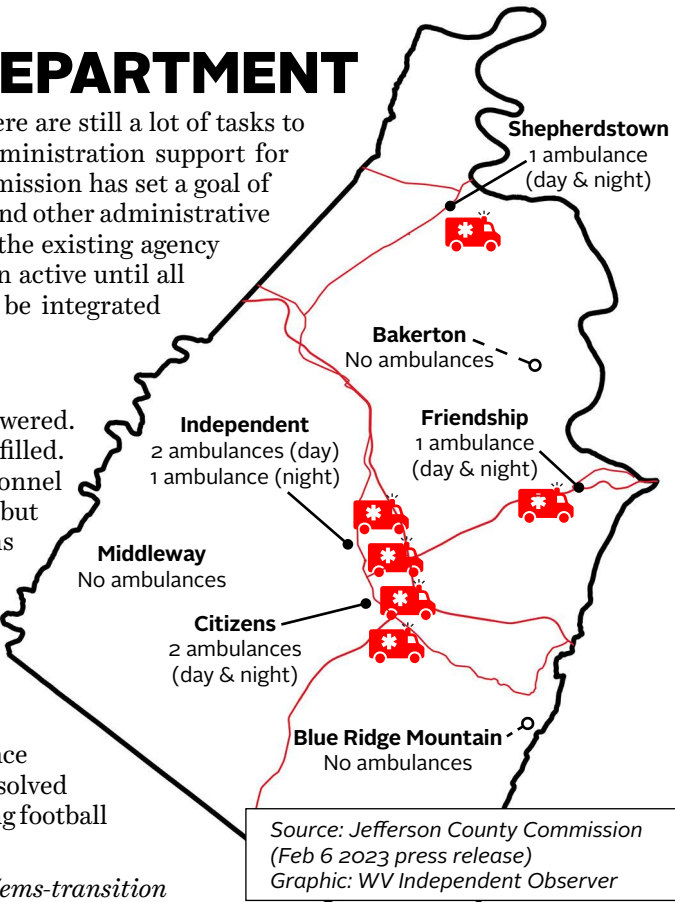 EPARTMENT
ere are still a lot of tasks to
ministration support for
mission has set a goal of
nd other administrative
the existing agency
n active until all
be integrated
wered.
filled.
onnel
but
ns
nce
solved
ng football
/ems-transition
Shepherdstown
1 ambulance
(day & night)
Bakerton
No ambulances
Independent
2 ambulances (day)
1 ambulance (night)
Friendship
1 ambulance
(day & night)
Middleway
No ambulances
Citizens
2 ambulances
(day & night)
Blue Ridge Mountain
No ambulances
Source: Jefferson County Commission
(Feb 6 2023 press release)
Graphic: WV Independent Observer